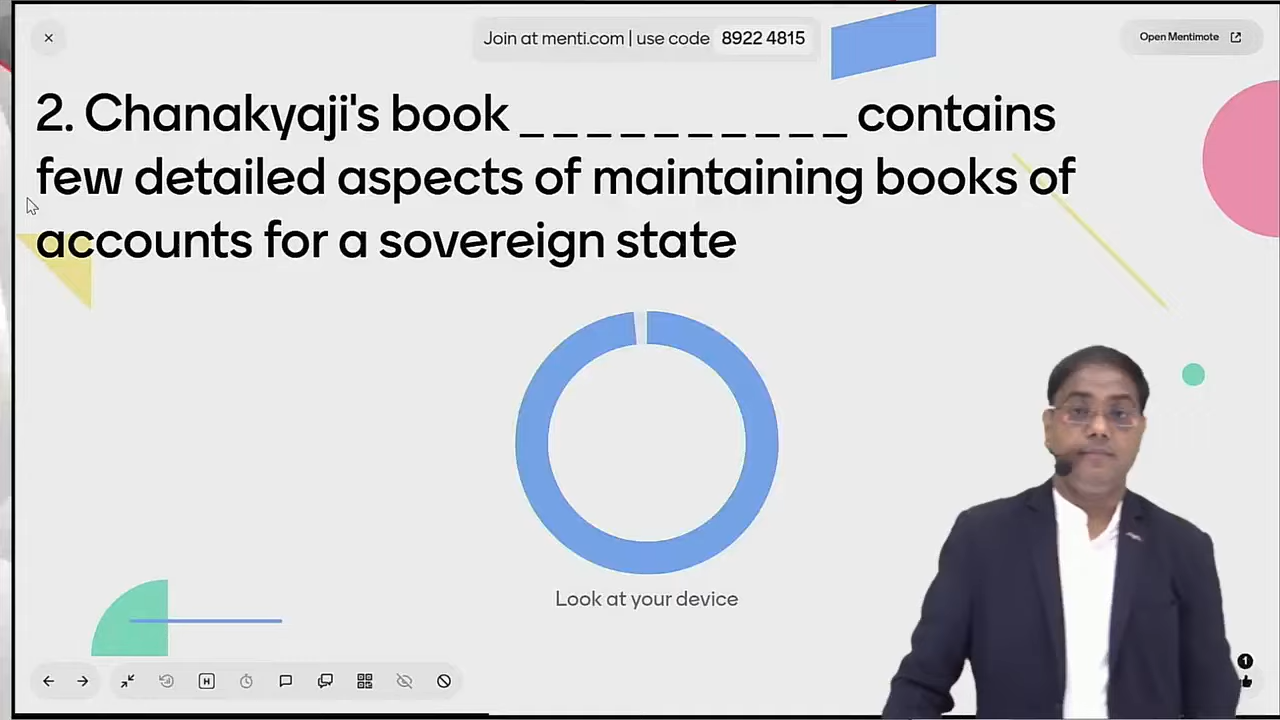 Join at menti.com | use code 8922 4815
Open Mentimote
2. Chanakyaji's book _ _ _ _ _ _ _ _ _ _ contains
few detailed aspects of maintaining books of
accounts for a sovereign state
Look at your device
H
1